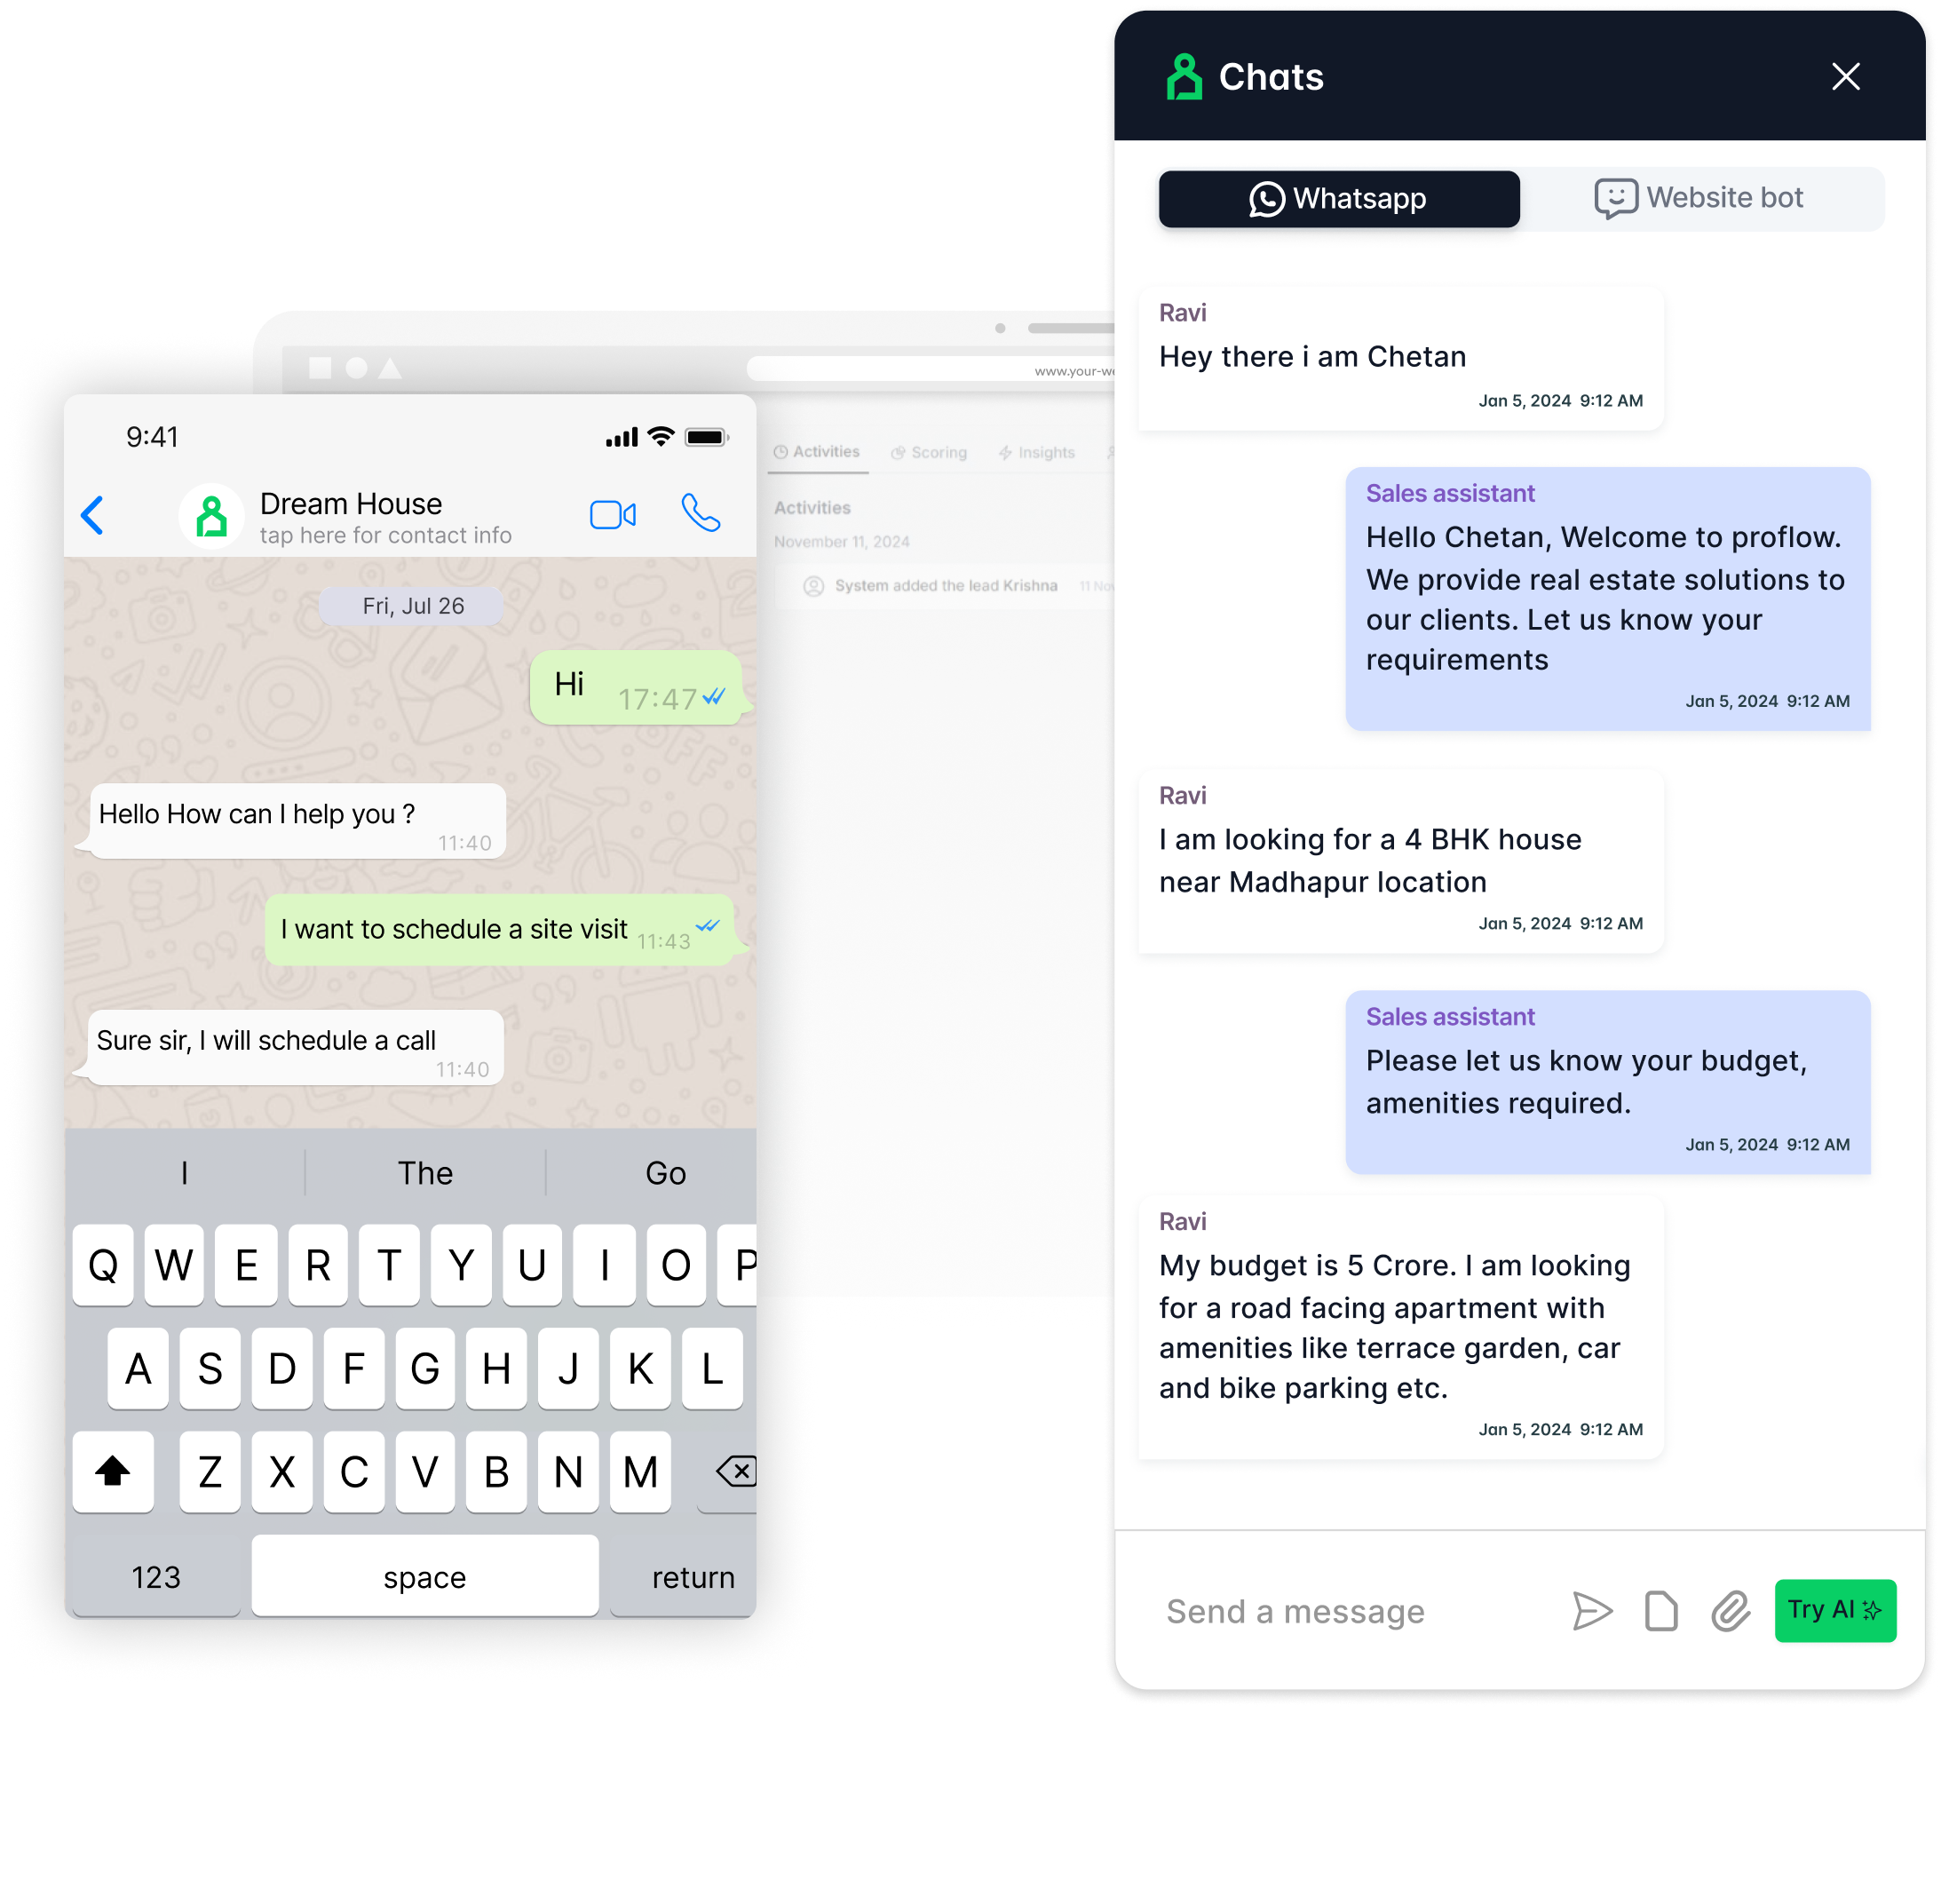 www.your-we
Activities
Scoring
Insights
Activities
November 11, 2024
System added the lead Krishna 11 Nov
9:41
Dream House
tap here for contact info
Fri, Jul 26
Hi 17:47
Hello How can I help you ?
11:40
I want to schedule a site visit 11:43
Sure sir, I will schedule a call
11:40
I The Go
Q W E R T Y U I O P
A S D F G H J K L
Z X C V B N M
123 space return
Chats
Whatsapp Website bot
Ravi
Hey there i am Chetan
Jan 5, 2024 9:12 AM
Sales assistant
Hello Chetan, Welcome to proflow.
We provide real estate solutions to
our clients. Let us know your
requirements
Jan 5, 2024 9:12 AM
Ravi
I am looking for a 4 BHK house
near Madhapur location
Jan 5, 2024 9:12 AM
Sales assistant
Please let us know your budget,
amenities required.
Jan 5, 2024 9:12 AM
Ravi
My budget is 5 Crore. I am looking
for a road facing apartment with
amenities like terrace garden, car
and bike parking etc.
Jan 5, 2024 9:12 AM
Send a message
Try AI